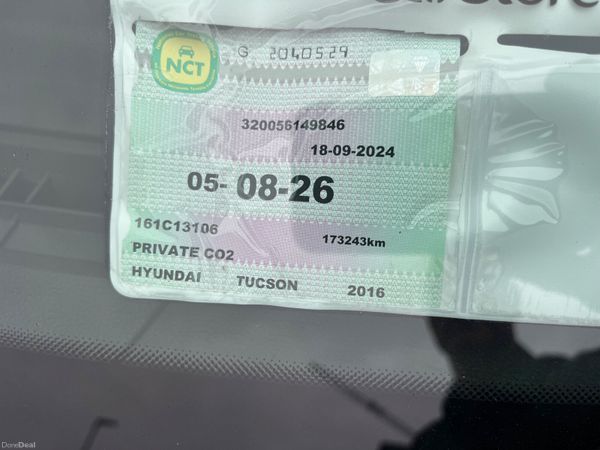 NCT
G 2040529
320056149846
18-09-2024
05-08-26
161C13106
173243km
PRIVATE CO2
HYUNDAI TUCSON 2016
DoneDeal